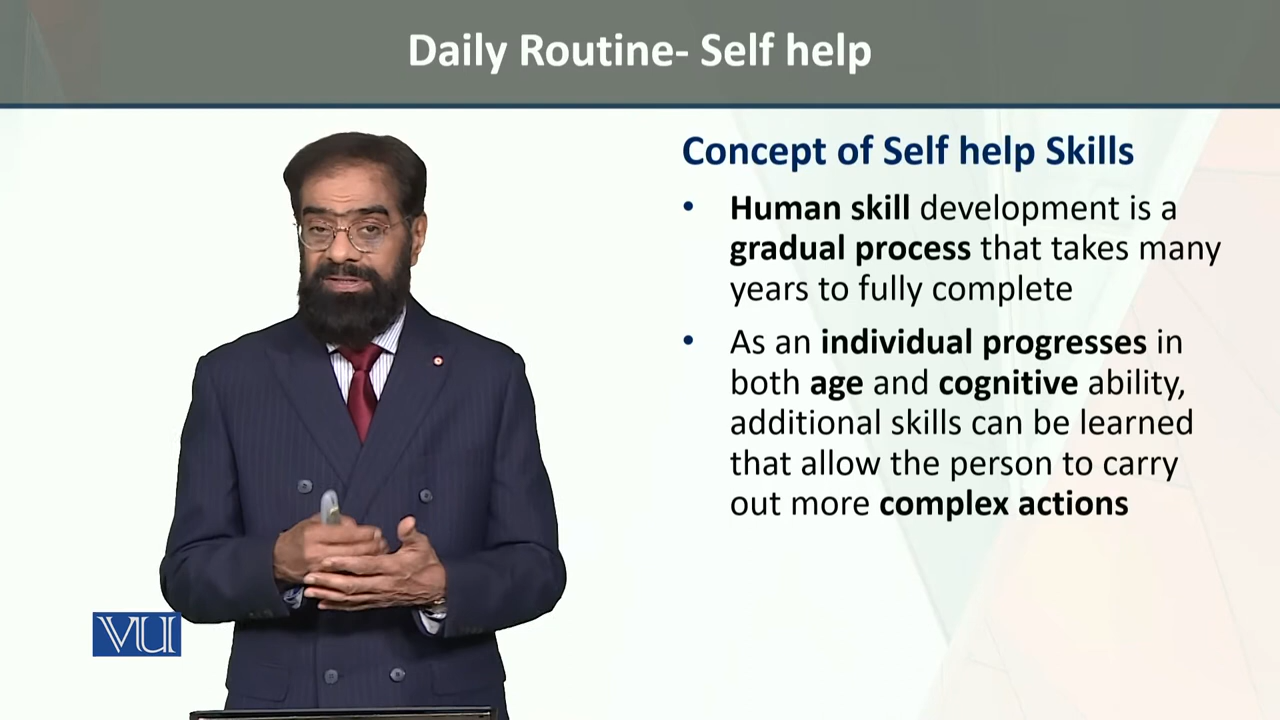 Daily Routine- Self help
Concept of Self help Skills
• Human skill development is a
gradual process that takes many
years to fully complete
• As an individual progresses in
both age and cognitive ability,
additional skills can be learned
that allow the person to carry
out more complex actions
VU